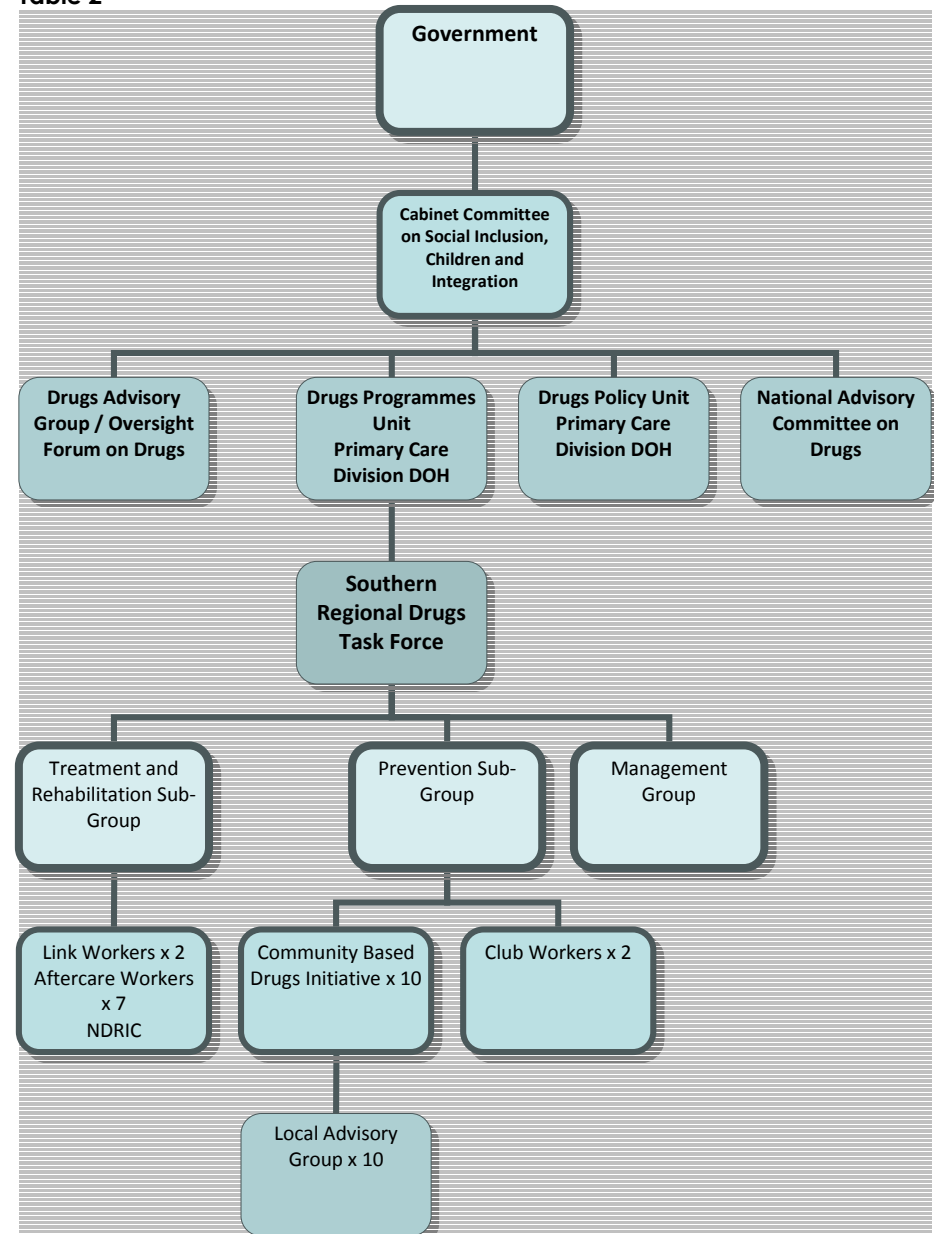 Table 2
Government
Cabinet Committee
on Social Inclusion,
Children and
Integration
Drugs Advisory
Group / Oversight
Forum on Drugs
Drugs Programmes
Unit
Primary Care
Division DOH
Drugs Policy Unit
Primary Care
Division DOH
National Advisory
Committee on
Drugs
Southern
Regional Drugs
Task Force
Treatment and
Rehabilitation Sub-
Group
Prevention Sub-
Group
Management
Group
Link Workers x 2
Aftercare Workers
x 7
NDRIC
Community Based
Drugs Initiative x 10
Club Workers x 2
Local Advisory
Group x 10